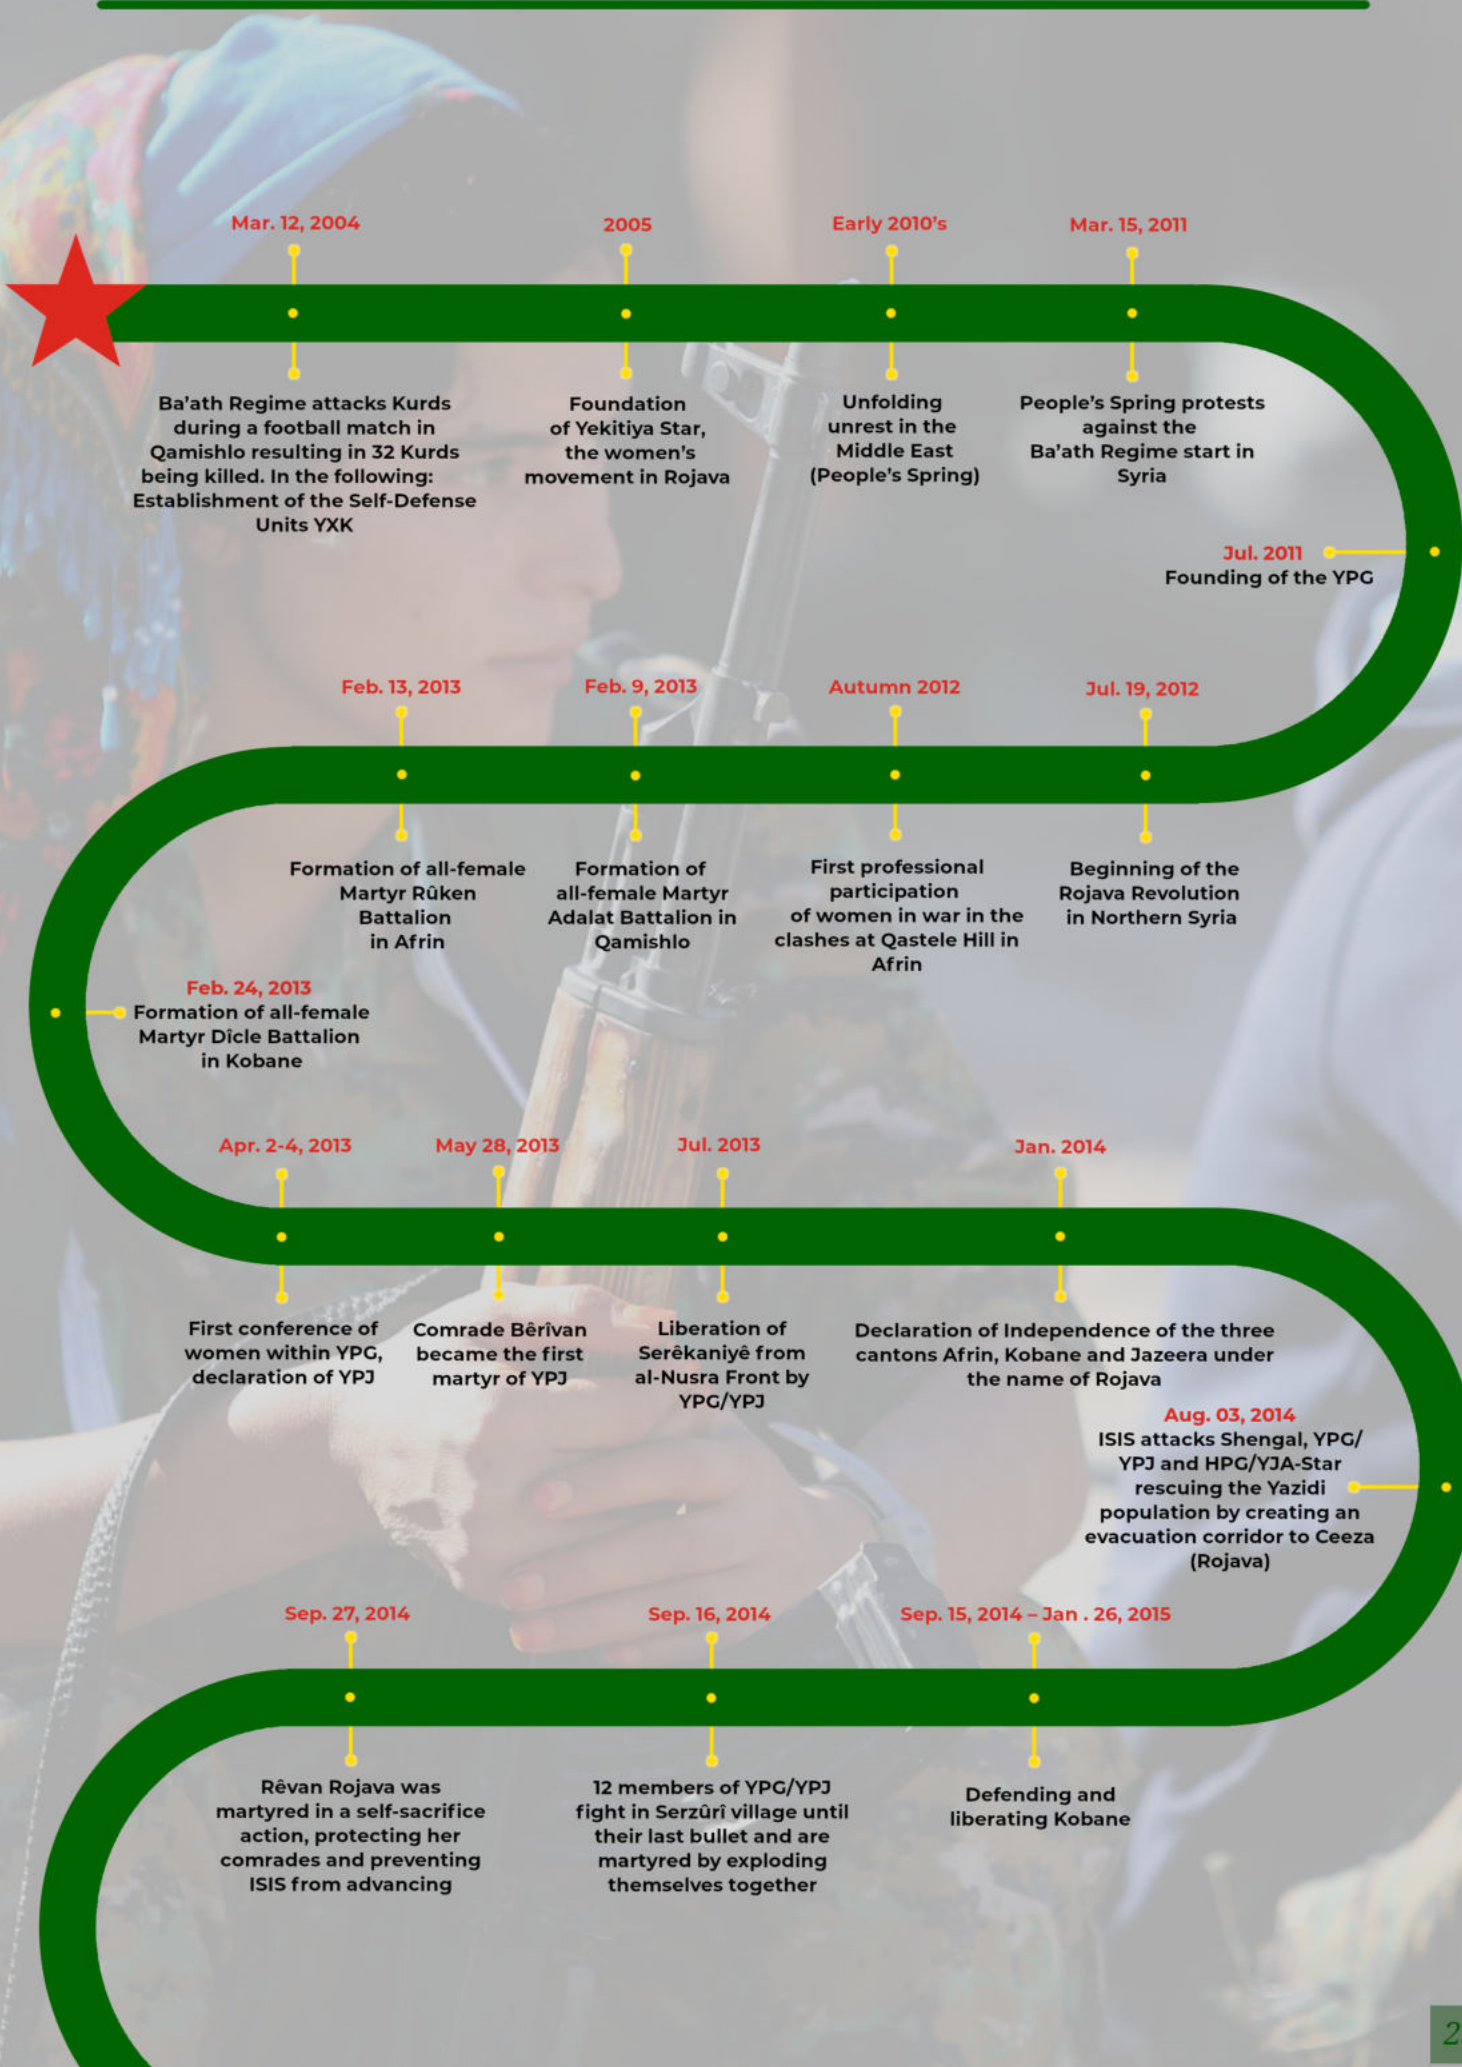 Mar. 12, 2004
Ba'ath Regime attacks Kurds
during a football match in
Qamishlo resulting in 32 Kurds
being killed. In the following:
Establishment of the Self-Defense
Units YXK
2005
Foundation
of Yekitiya Star,
the women's
movement in Rojava
Early 2010's
Unfolding
unrest in the
Middle East
(People's Spring)
Mar. 15, 2011
People's Spring protests
against the
Ba'ath Regime start in
Syria
Jul. 2011
Founding of the YPG
Jul. 19, 2012
Beginning of the
Rojava Revolution
in Northern Syria
Autumn 2012
First professional
participation
of women in war in the
clashes at Qastele Hill in
Afrin
Feb. 9, 2013
Formation of
all-female Martyr
Adalat Battalion in
Qamishlo
Feb. 13, 2013
Formation of all-female
Martyr Rûken
Battalion
in Afrin
Feb. 24, 2013
Formation of all-female
Martyr Dîcle Battalion
in Kobane
Apr. 2-4, 2013
First conference of
women within YPG,
declaration of YPJ
May 28, 2013
Comrade Bêrîvan
became the first
martyr of YPJ
Jul. 2013
Liberation of
Serêkaniyê from
al-Nusra Front by
YPG/YPJ
Jan. 2014
Declaration of Independence of the three
cantons Afrin, Kobane and Jazeera under
the name of Rojava
Aug. 03, 2014
ISIS attacks Shengal, YPG/
YPJ and HPG/YJA-Star
rescuing the Yazidi
population by creating an
evacuation corridor to Ceeza
(Rojava)
Sep. 15, 2014 – Jan . 26, 2015
Defending and
liberating Kobane
Sep. 16, 2014
12 members of YPG/YPJ
fight in Serzûrî village until
their last bullet and are
martyred by exploding
themselves together
Sep. 27, 2014
Rêvan Rojava was
martyred in a self-sacrifice
action, protecting her
comrades and preventing
ISIS from advancing